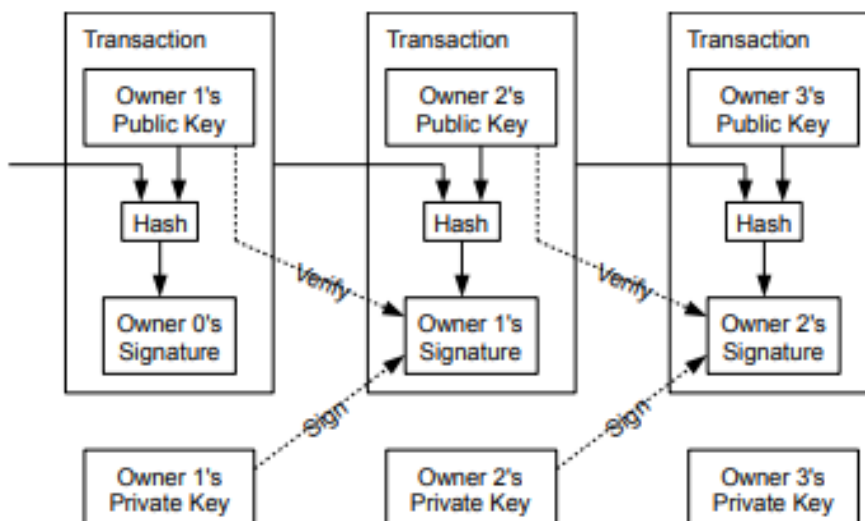 Transaction
Owner 1's
Public Key
Hash
Owner 0's
Signature
Verify
Transaction
Owner 2's
Public Key
Hash
Owner 1's
Signature
Verify
Transaction
Owner 3's
Public Key
Hash
Owner 2's
Signature
Sign
Sign
Owner 1's
Private Key
Owner 2's
Private Key
Owner 3's
Private Key